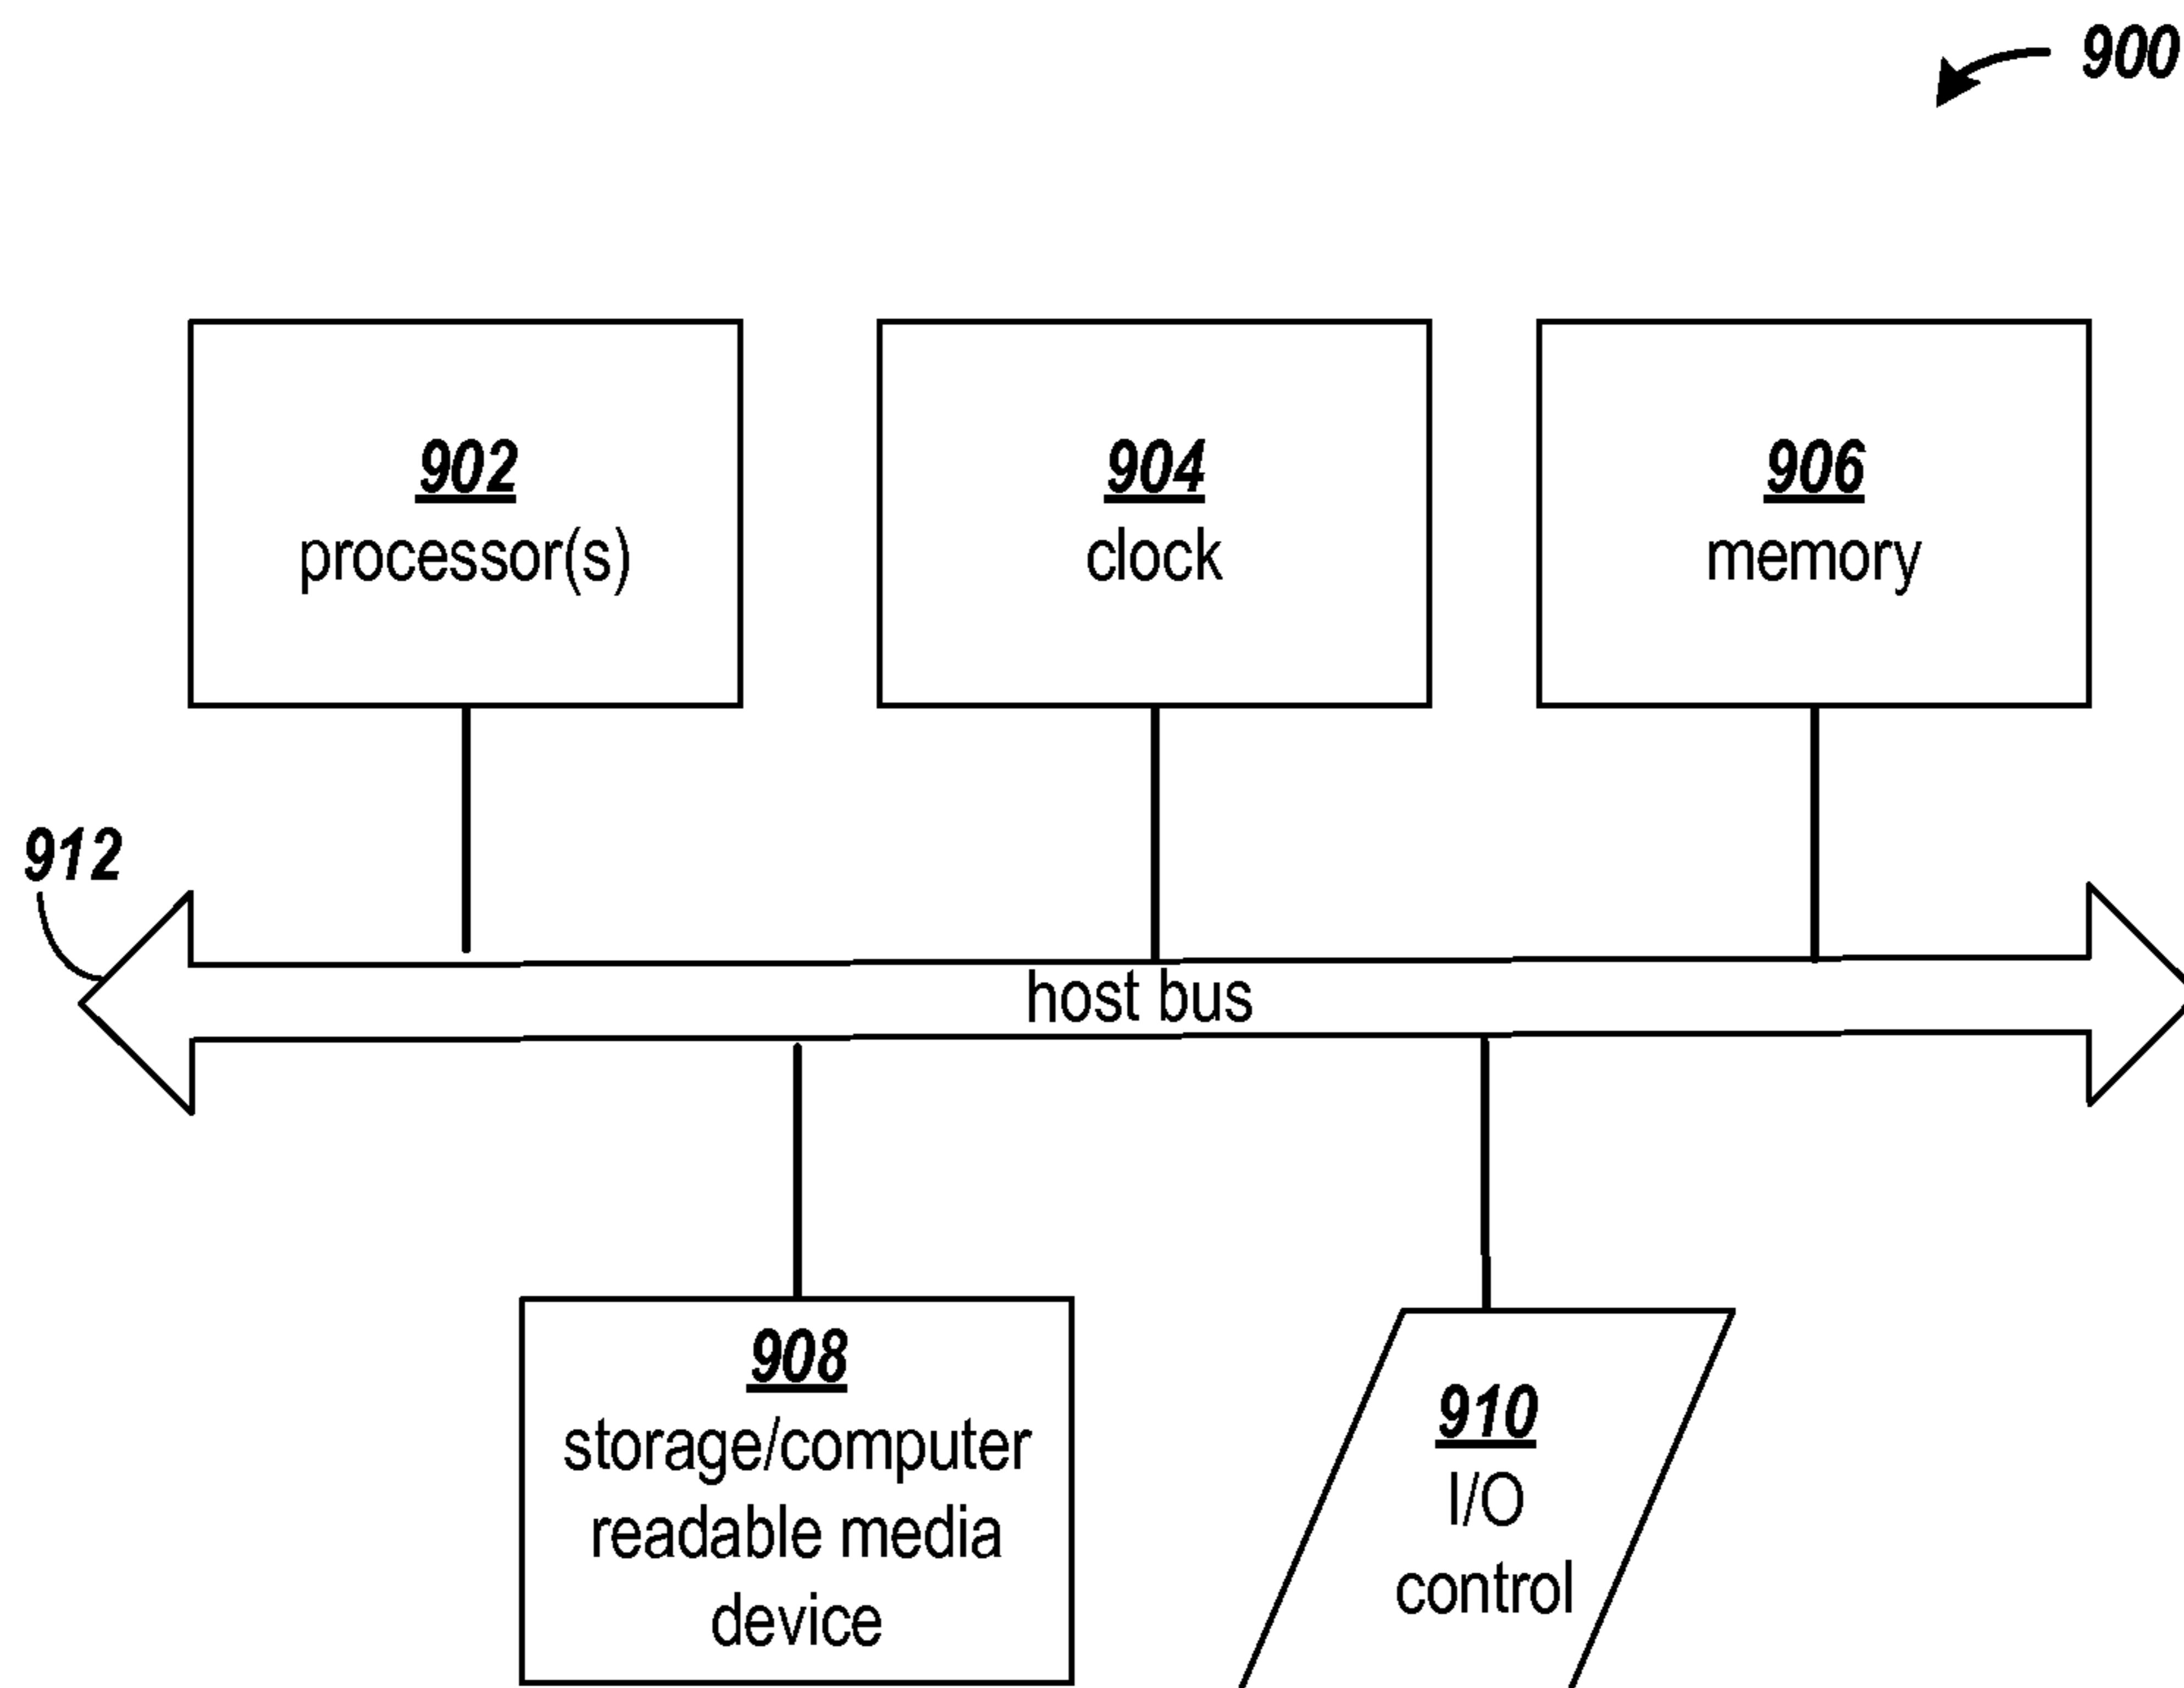 900
902
processor(s)
904
clock
906
memory
912
host bus
908
storage/computer
readable media
device
910
I/O
control